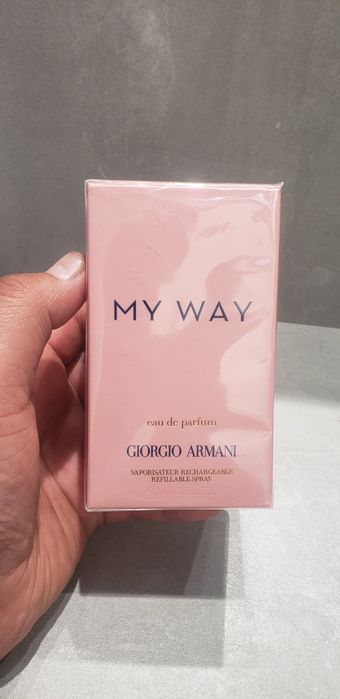 MY WAY
eau de parfum
GIORGIO ARMANI
VAPORISATEUR RECHARGEABLE
REFILLABLE SPRAY